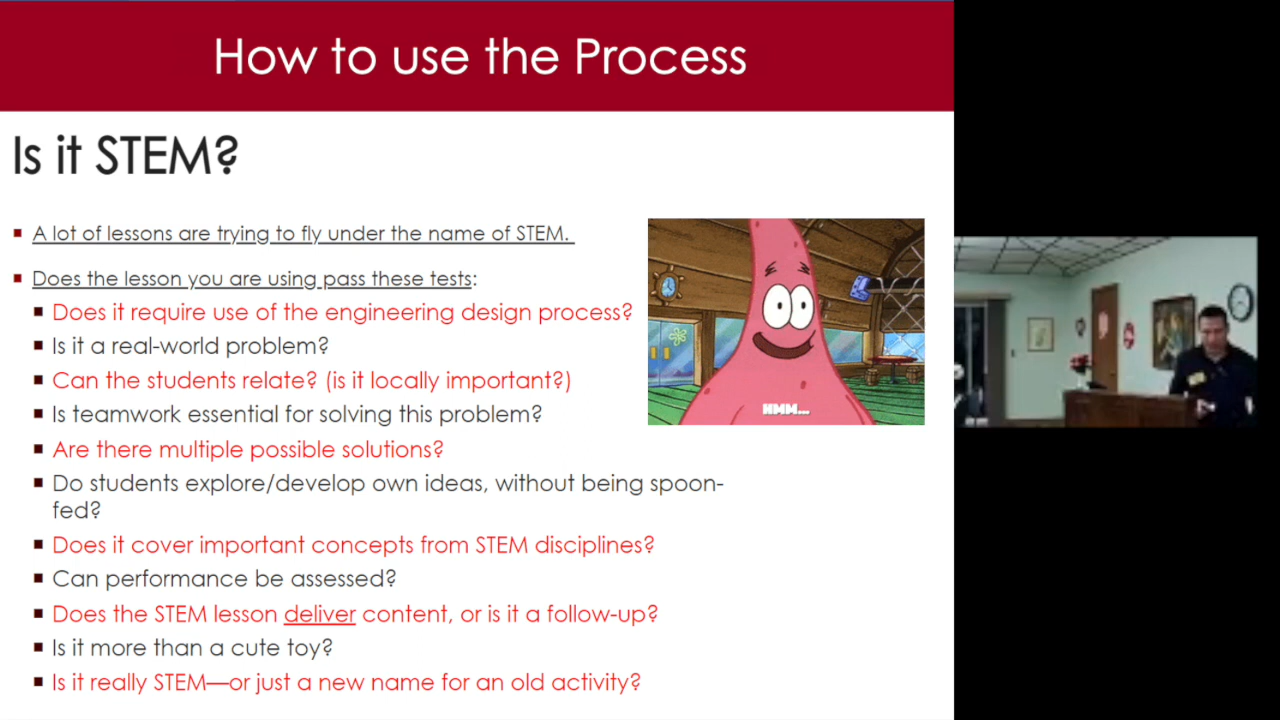 How to use the Process
Is it STEM?
A lot of lessons are trying to fly under the name of STEM.
Does the lesson you are using pass these tests:
Does it require use of the engineering design process?
Is it a real-world problem?
Can the students relate? (is it locally important?)
Is teamwork essential for solving this problem?
Are there multiple possible solutions?
Do students explore/develop own ideas, without being spoon-
fed?
Does it cover important concepts from STEM disciplines?
Can performance be assessed?
Does the STEM lesson deliver content, or is it a follow-up?
Is it more than a cute toy?
Is it really STEM—or just a new name for an old activity?
HMM...